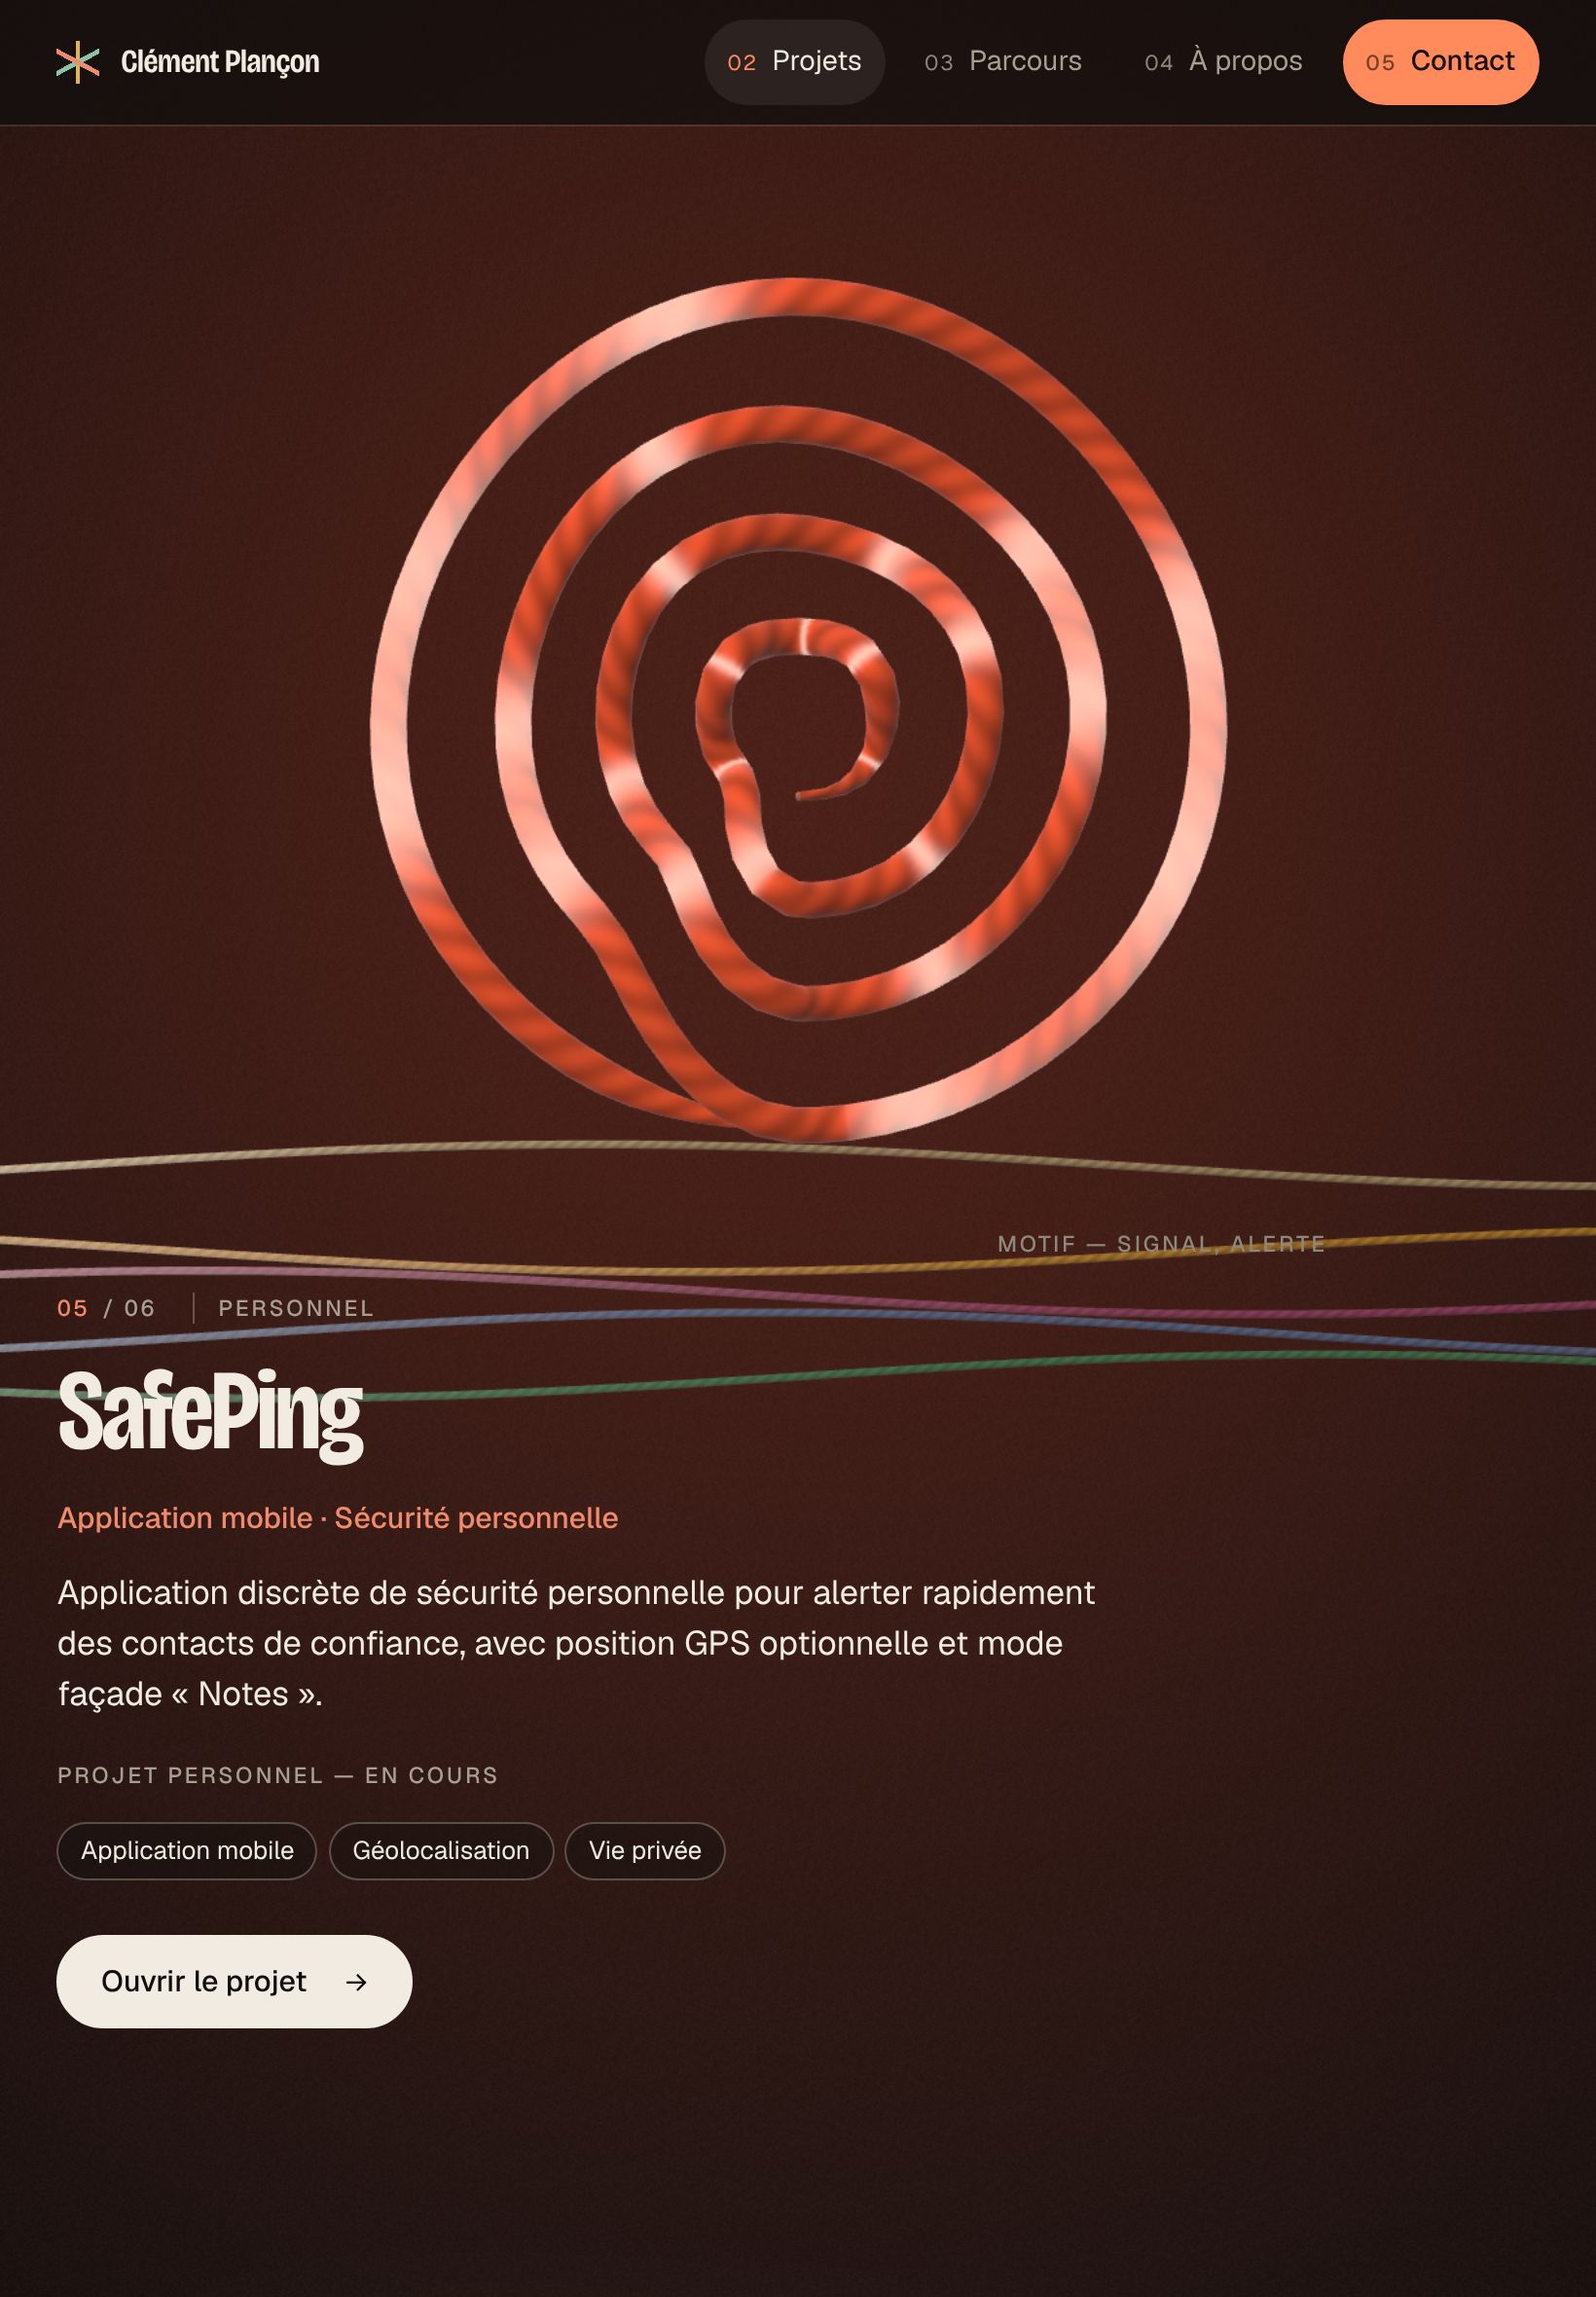 Clément Plançon
02 Projets
03 Parcours
04 À propos
05 Contact
MOTIF — SIGNAL, ALERTE
05 / 06 PERSONNEL
SafePing
Application mobile · Sécurité personnelle
Application discrète de sécurité personnelle pour alerter rapidement
des contacts de confiance, avec position GPS optionnelle et mode
façade « Notes ».
PROJET PERSONNEL — EN COURS
Application mobile
Géolocalisation
Vie privée
Ouvrir le projet →